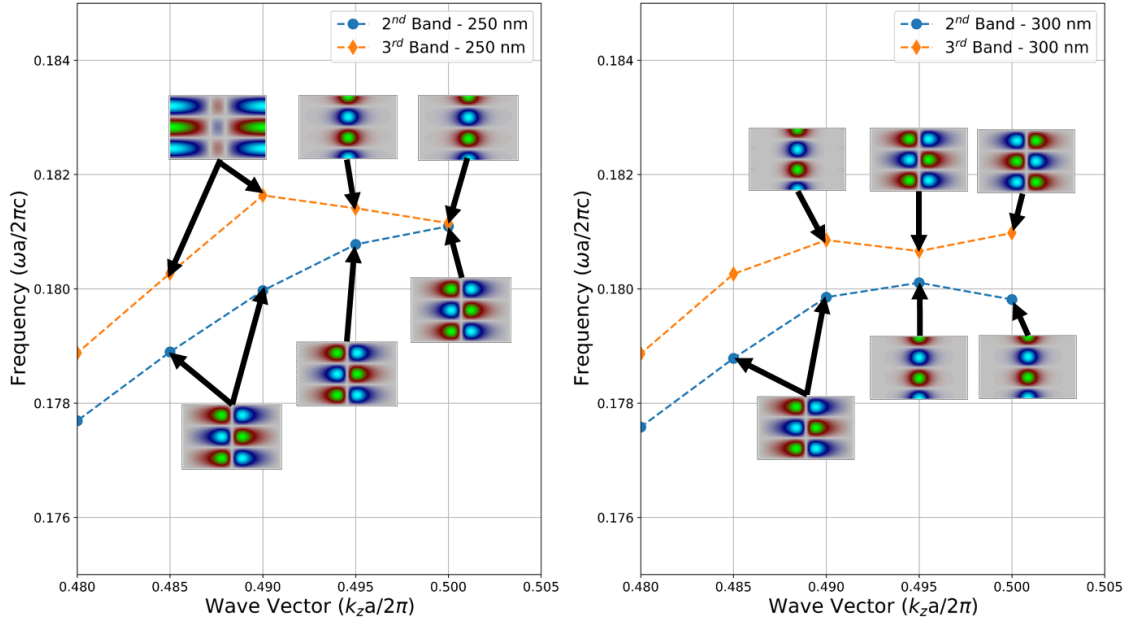 2nd Band - 250 nm
3rd Band - 250 nm
0.184
0.182
0.180
0.178
0.176
Frequency (ωa/2πc)
0.480
0.485
0.490
0.495
0.500
0.505
Wave Vector (kza/2π)
2nd Band - 300 nm
3rd Band - 300 nm
0.184
0.182
0.180
0.178
0.176
Frequency (ωa/2πc)
0.480
0.485
0.490
0.495
0.500
0.505
Wave Vector (kza/2π)